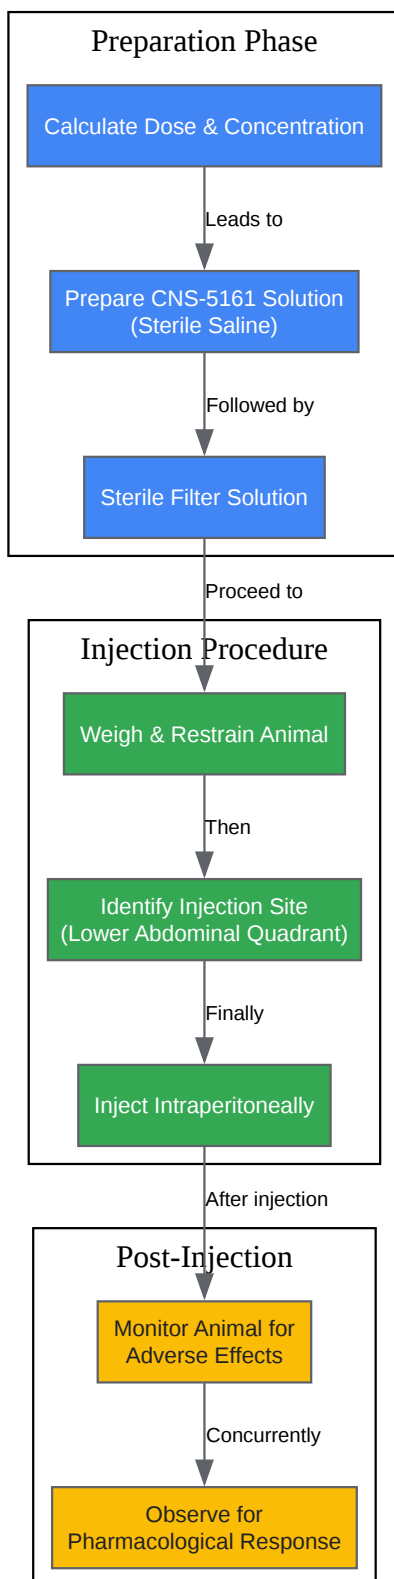 Preparation Phase
Calculate Dose & Concentration
Leads to
Prepare CNS-5161 Solution
(Sterile Saline)
Followed by
Sterile Filter Solution
Proceed to
Injection Procedure
Weigh & Restrain Animal
Then
Identify Injection Site
(Lower Abdominal Quadrant)
Finally
Inject Intraperitoneally
After injection
Post-Injection
Monitor Animal for
Adverse Effects
Concurrently
Observe for
Pharmacological Response